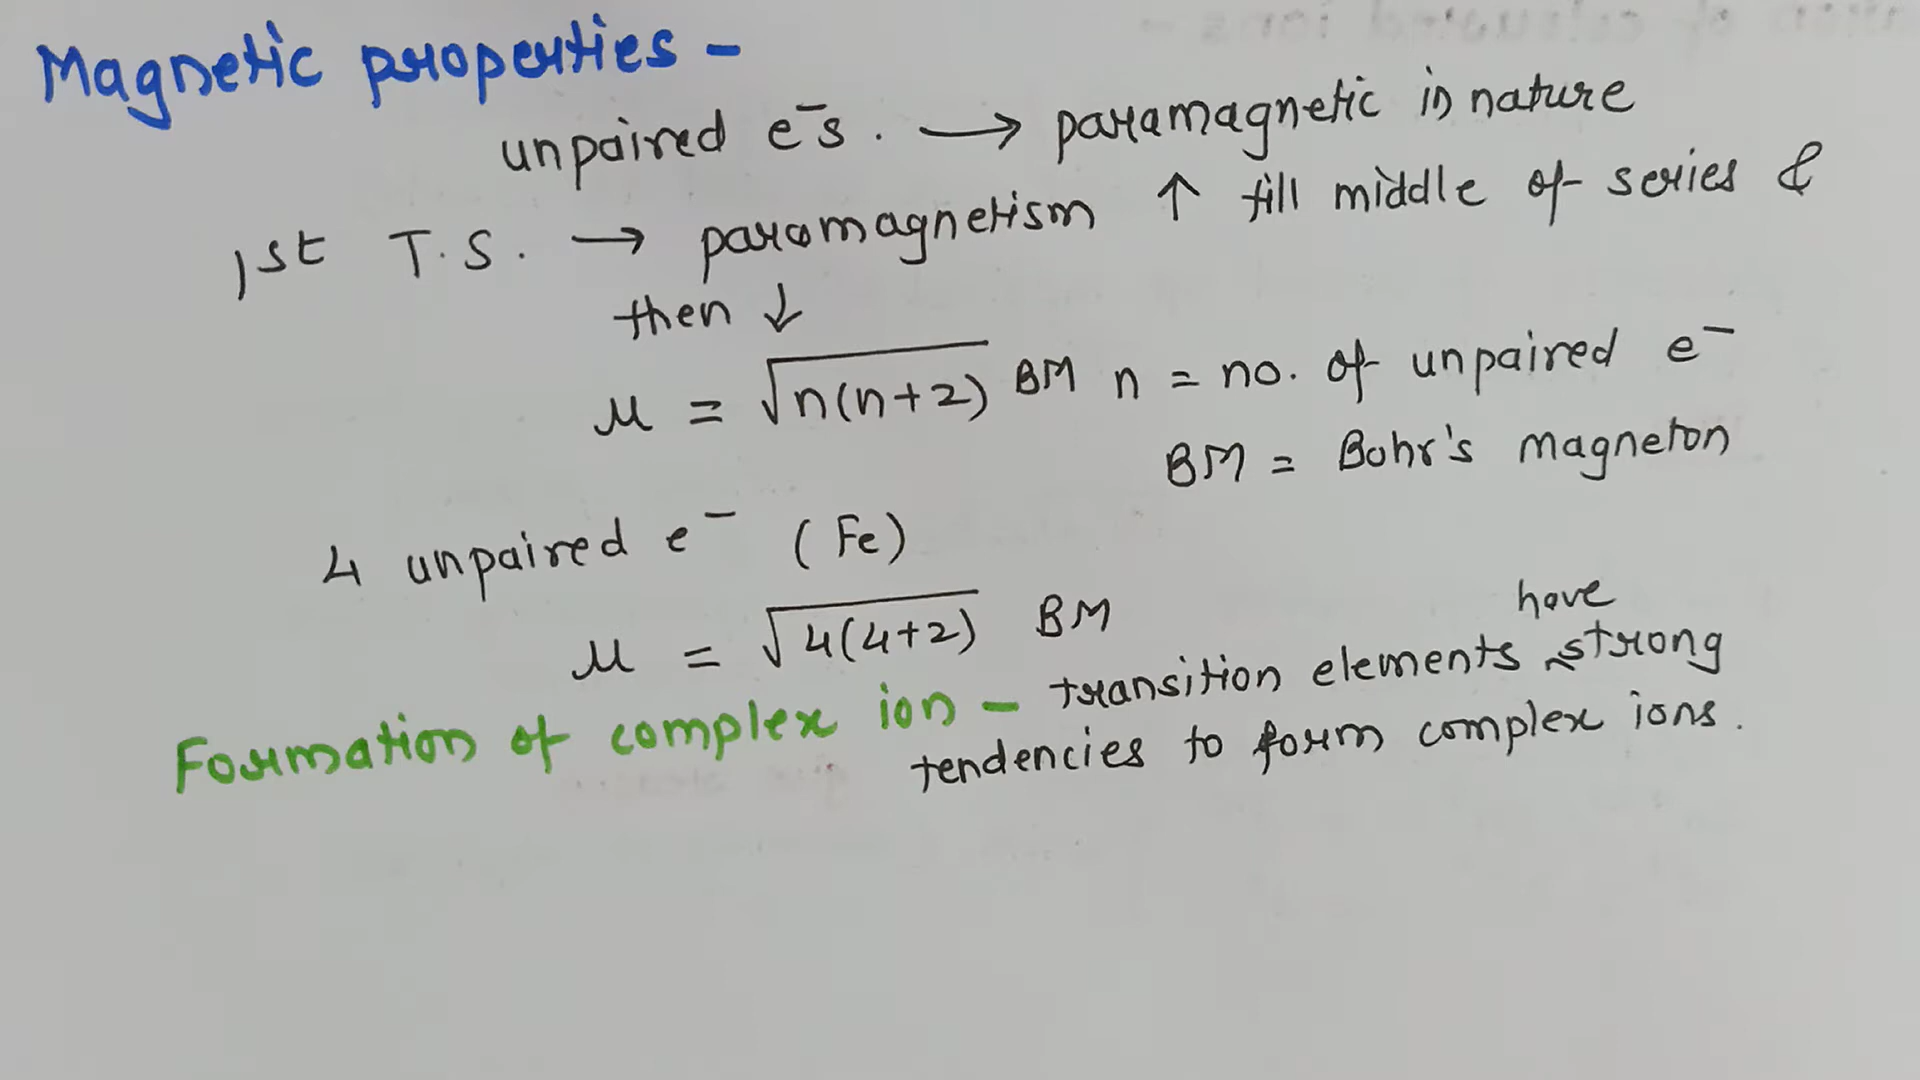 Magnetic properties -
unpaired e⁻s. → paramagnetic in nature
1st T.S. → paramagnetism ↑ till middle of series &
then ↓
μ = √n(n+2) BM n = no. of unpaired e⁻
BM = Bohr's magneton
4 unpaired e⁻ (Fe)
μ = √4(4+2) BM
Formation of complex ion - transition elements have strong
tendencies to form complex ions.